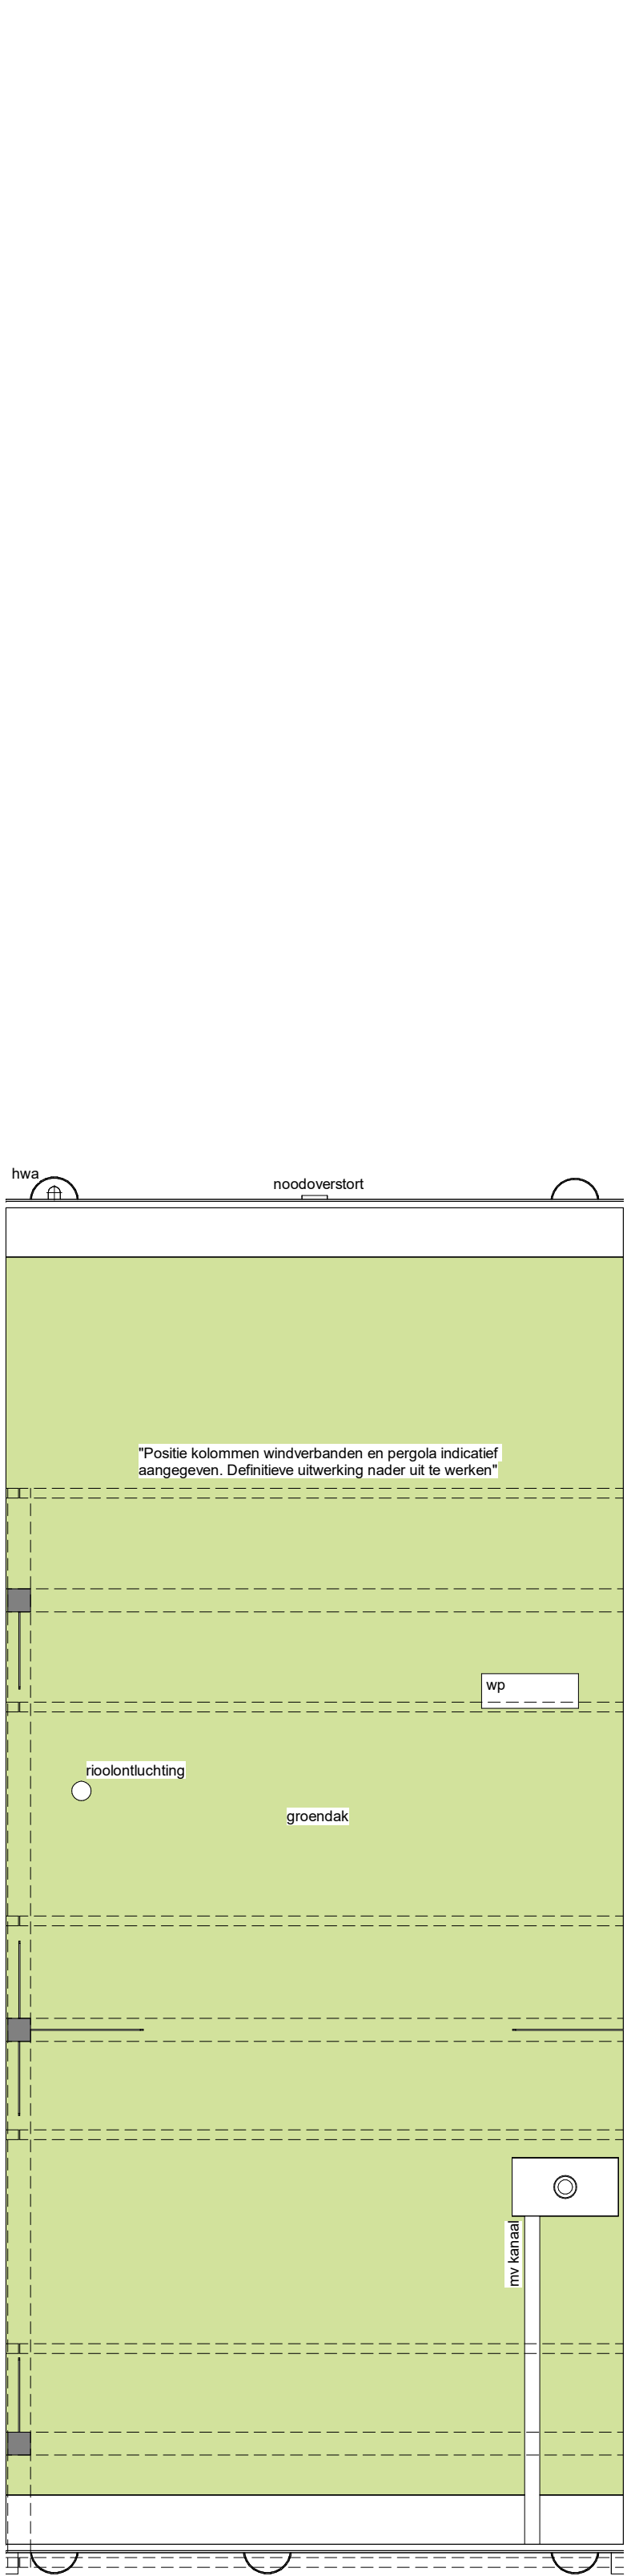 hwa
noodoverstort
"Positie kolommen windverbanden en pergola indicatief
aangegeven. Definitieve uitwerking nader uit te werken"
wp
rioolontluchting
groendak
mv kanaal